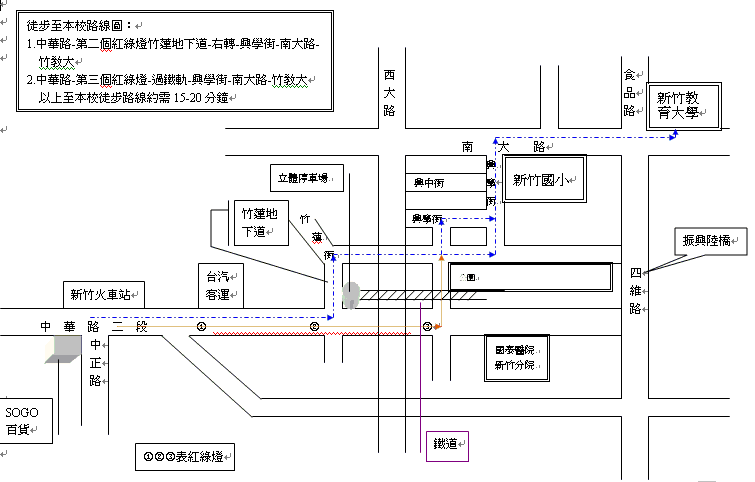 徒步至本校路線圖：
1.中華路-第二個紅綠燈竹蓮地下道-右轉-興學街-南大路-
竹教大
2.中華路-第三個紅綠燈-過鐵軌-興學街-南大路-竹教大
以上至本校徒步路線約需 15-20 分鐘
西大路
食品路
新竹教
育大學
南 大 路
立體停車場
興中街
興學街
新竹國小
竹蓮地
下道
竹蓮街
興學街
振興陸橋
台汽
客運
四維路
新竹火車站
中 華 路 二 段
①
②
③
中正路
國泰醫院
新竹分院
SOGO
百貨
①②③表紅綠燈
鐵道